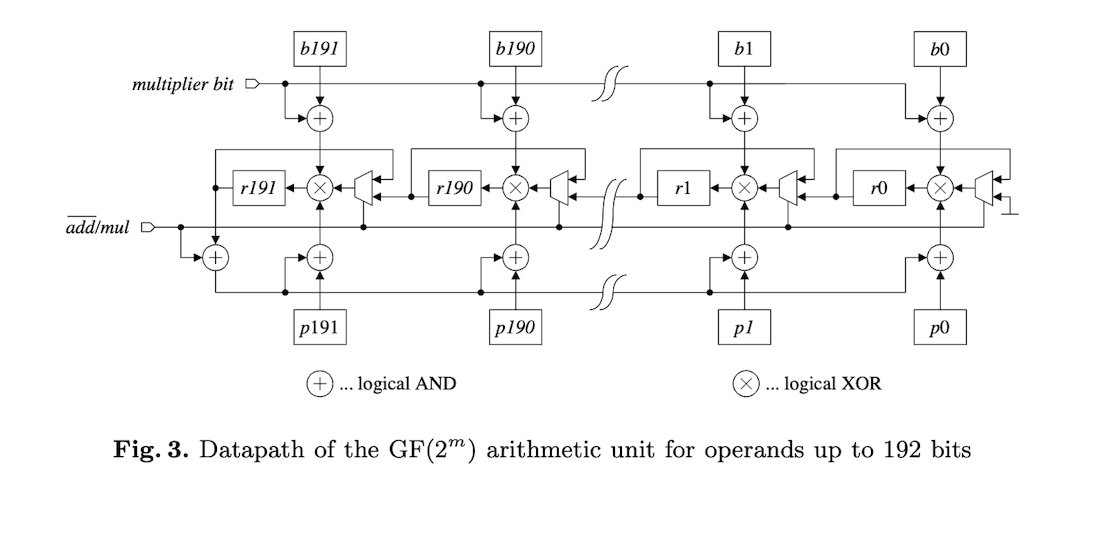 b191 b190 b1 b0
multiplier bit
r191 r190 r1 r0
add/mul
p191 p190 p1 p0
... logical AND ... logical XOR
Fig. 3. Datapath of the GF(2^m) arithmetic unit for operands up to 192 bits